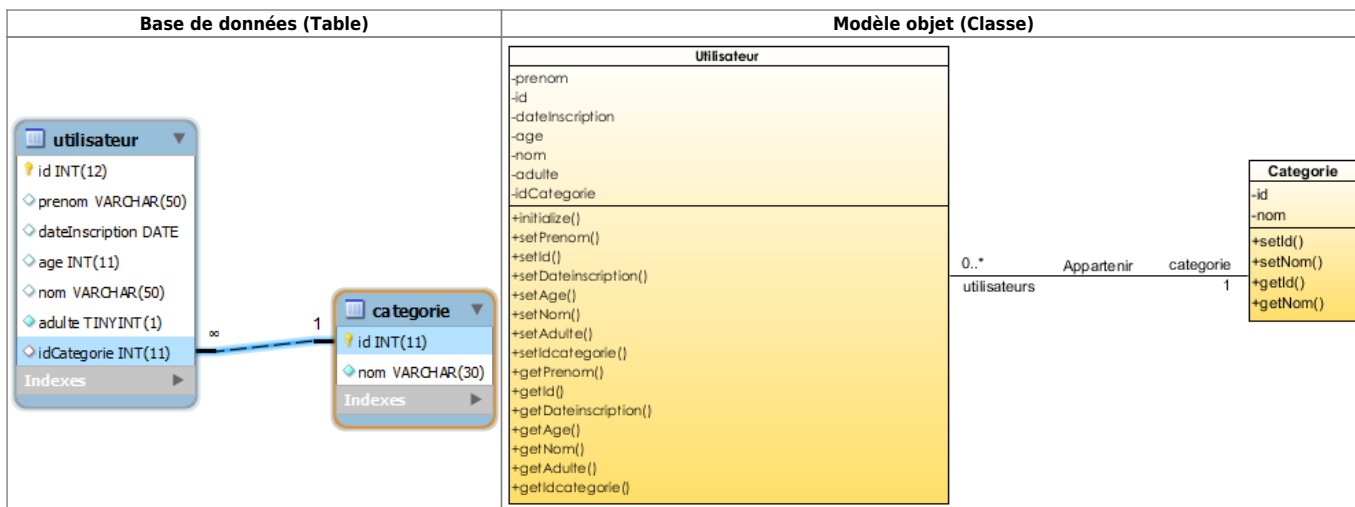 Base de données (Table)
Modèle objet (Classe)
utilisateur
id INT(12)
prenom VARCHAR(50)
dateInscription DATE
age INT(11)
nom VARCHAR(50)
adulte TINYINT(1)
idCategorie INT(11)
Indexes
∞
1
categorie
id INT(11)
nom VARCHAR(30)
Indexes
Utilisateur
-prenom
-id
-dateInscription
-age
-nom
-adulte
-idCategorie
+initialize()
+setPrenom()
+setId()
+setDateinscription()
+setAge()
+setNom()
+setAdulte()
+setIdcategorie()
+getPrenom()
+getId()
+getDateinscription()
+getAge()
+getNom()
+getAdulte()
+getIdcategorie()
0..*
Appartenir
categorie
utilisateurs
1
Categorie
-id
-nom
+setId()
+setNom()
+getId()
+getNom()